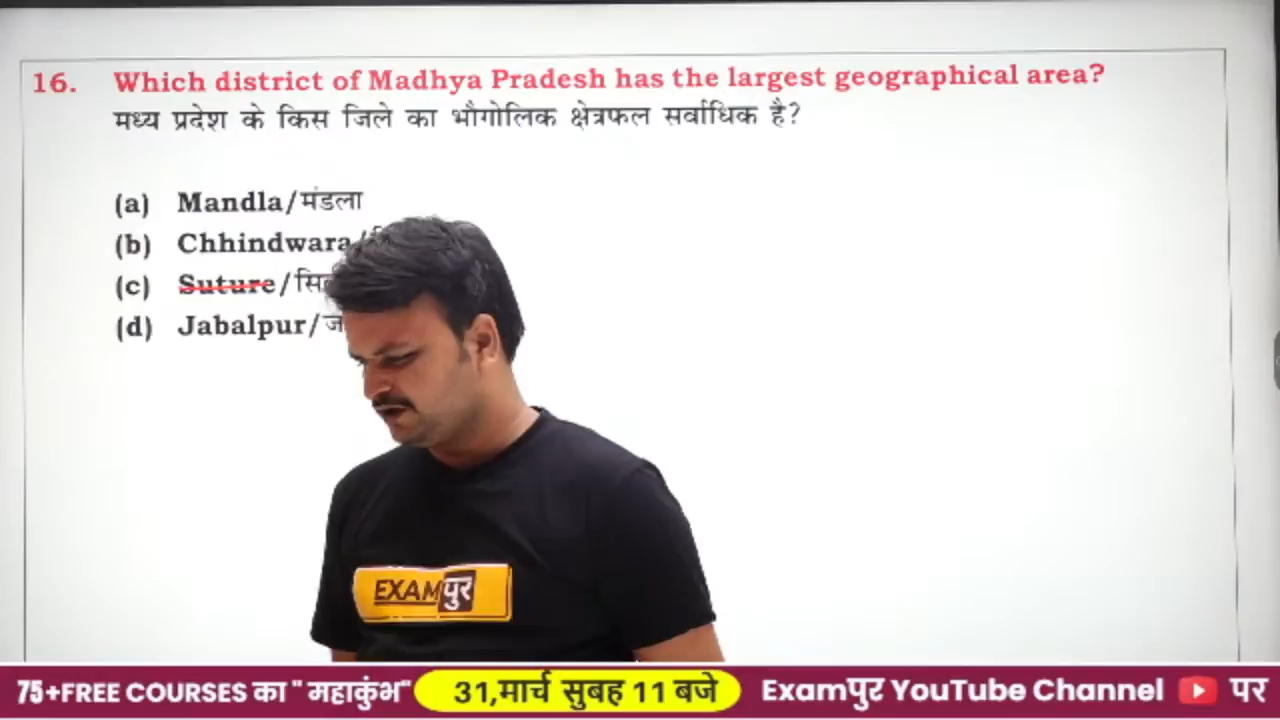 16. Which district of Madhya Pradesh has the largest geographical area?
मध्य प्रदेश के किस जिले का भौगोलिक क्षेत्रफल सर्वाधिक है?
(a) Mandla/मंडला
(b) Chhindwara/
(c) Suture/
(d) Jabalpur/
EXAMपुर
75+FREE COURSES का " महाकुंभ" 31,मार्च सुबह 11 बजे Examपुर YouTube Channel पर